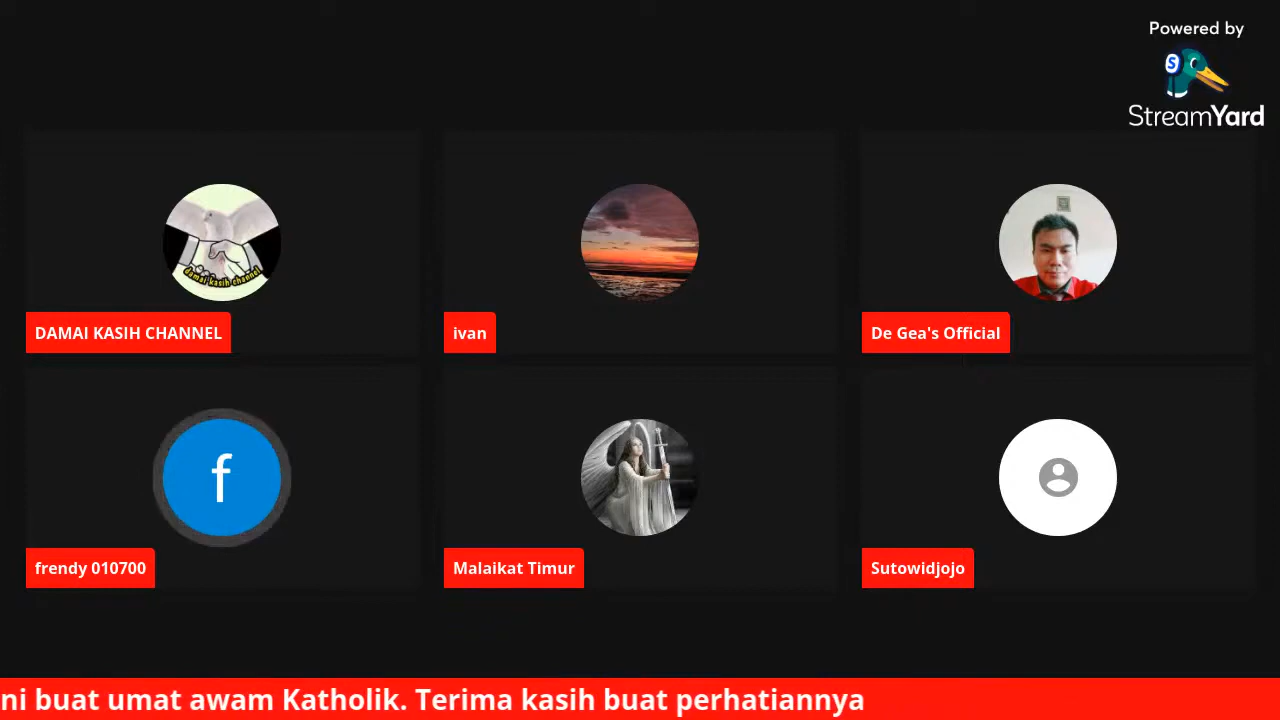 Powered by
S
StreamYard
damai kasih channel
DAMAI KASIH CHANNEL
ivan
De Gea's Official
f
frendy 010700
Malaikat Timur
Sutowidjojo
ni buat umat awam Katholik. Terima kasih buat perhatiannya